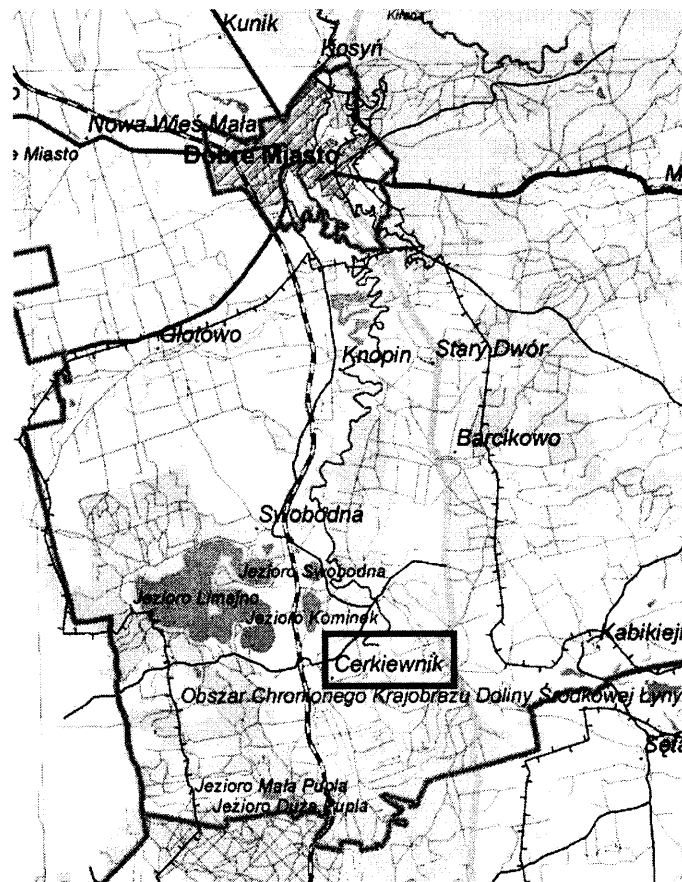 Kunik
Kosyń
Nowa Wieś Mała
Dobre Miasto
Miasto
M
Głotowo
Knopin
Stary Dwór
Barcikowo
Swobodna
Jezioro Swobodna
Jezioro Limajno
Jezioro Kominek
Kabikiej
Cerkiewnik
Obszar Chronionego Krajobrazu Doliny Środkowej Łyny
Sęta
Jezioro Mała Pupla
Jezioro Duża Pupla